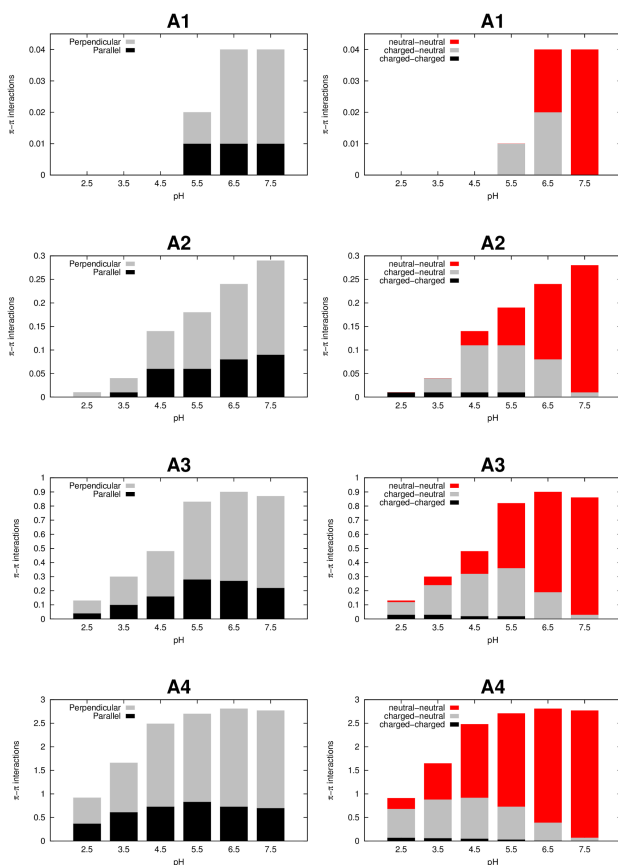 A1
Perpendicular
Parallel
π−π interactions
0.04
0.03
0.02
0.01
0
2.5 3.5 4.5 5.5 6.5 7.5
pH
A1
neutral−neutral
charged−neutral
charged−charged
π−π interactions
0.04
0.03
0.02
0.01
0
2.5 3.5 4.5 5.5 6.5 7.5
pH
A2
Perpendicular
Parallel
π−π interactions
0.3
0.25
0.2
0.15
0.1
0.05
0
2.5 3.5 4.5 5.5 6.5 7.5
pH
A2
neutral−neutral
charged−neutral
charged−charged
π−π interactions
0.3
0.25
0.2
0.15
0.1
0.05
0
2.5 3.5 4.5 5.5 6.5 7.5
pH
A3
Perpendicular
Parallel
π−π interactions
1
0.9
0.8
0.7
0.6
0.5
0.4
0.3
0.2
0.1
0
2.5 3.5 4.5 5.5 6.5 7.5
pH
A3
neutral−neutral
charged−neutral
charged−charged
π−π interactions
1
0.9
0.8
0.7
0.6
0.5
0.4
0.3
0.2
0.1
0
2.5 3.5 4.5 5.5 6.5 7.5
pH
A4
Perpendicular
Parallel
π−π interactions
3
2.5
2
1.5
1
0.5
0
2.5 3.5 4.5 5.5 6.5 7.5
pH
A4
neutral−neutral
charged−neutral
charged−charged
π−π interactions
3
2.5
2
1.5
1
0.5
0
2.5 3.5 4.5 5.5 6.5 7.5
pH